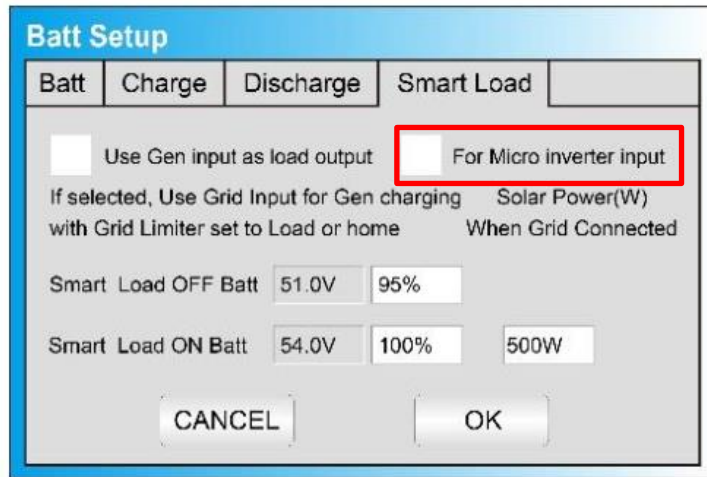 Batt Setup
Batt Charge Discharge Smart Load
Use Gen input as load output For Micro inverter input
If selected, Use Grid Input for Gen charging Solar Power(W)
with Grid Limiter set to Load or home When Grid Connected
Smart Load OFF Batt 51.0V 95%
Smart Load ON Batt 54.0V 100% 500W
CANCEL OK